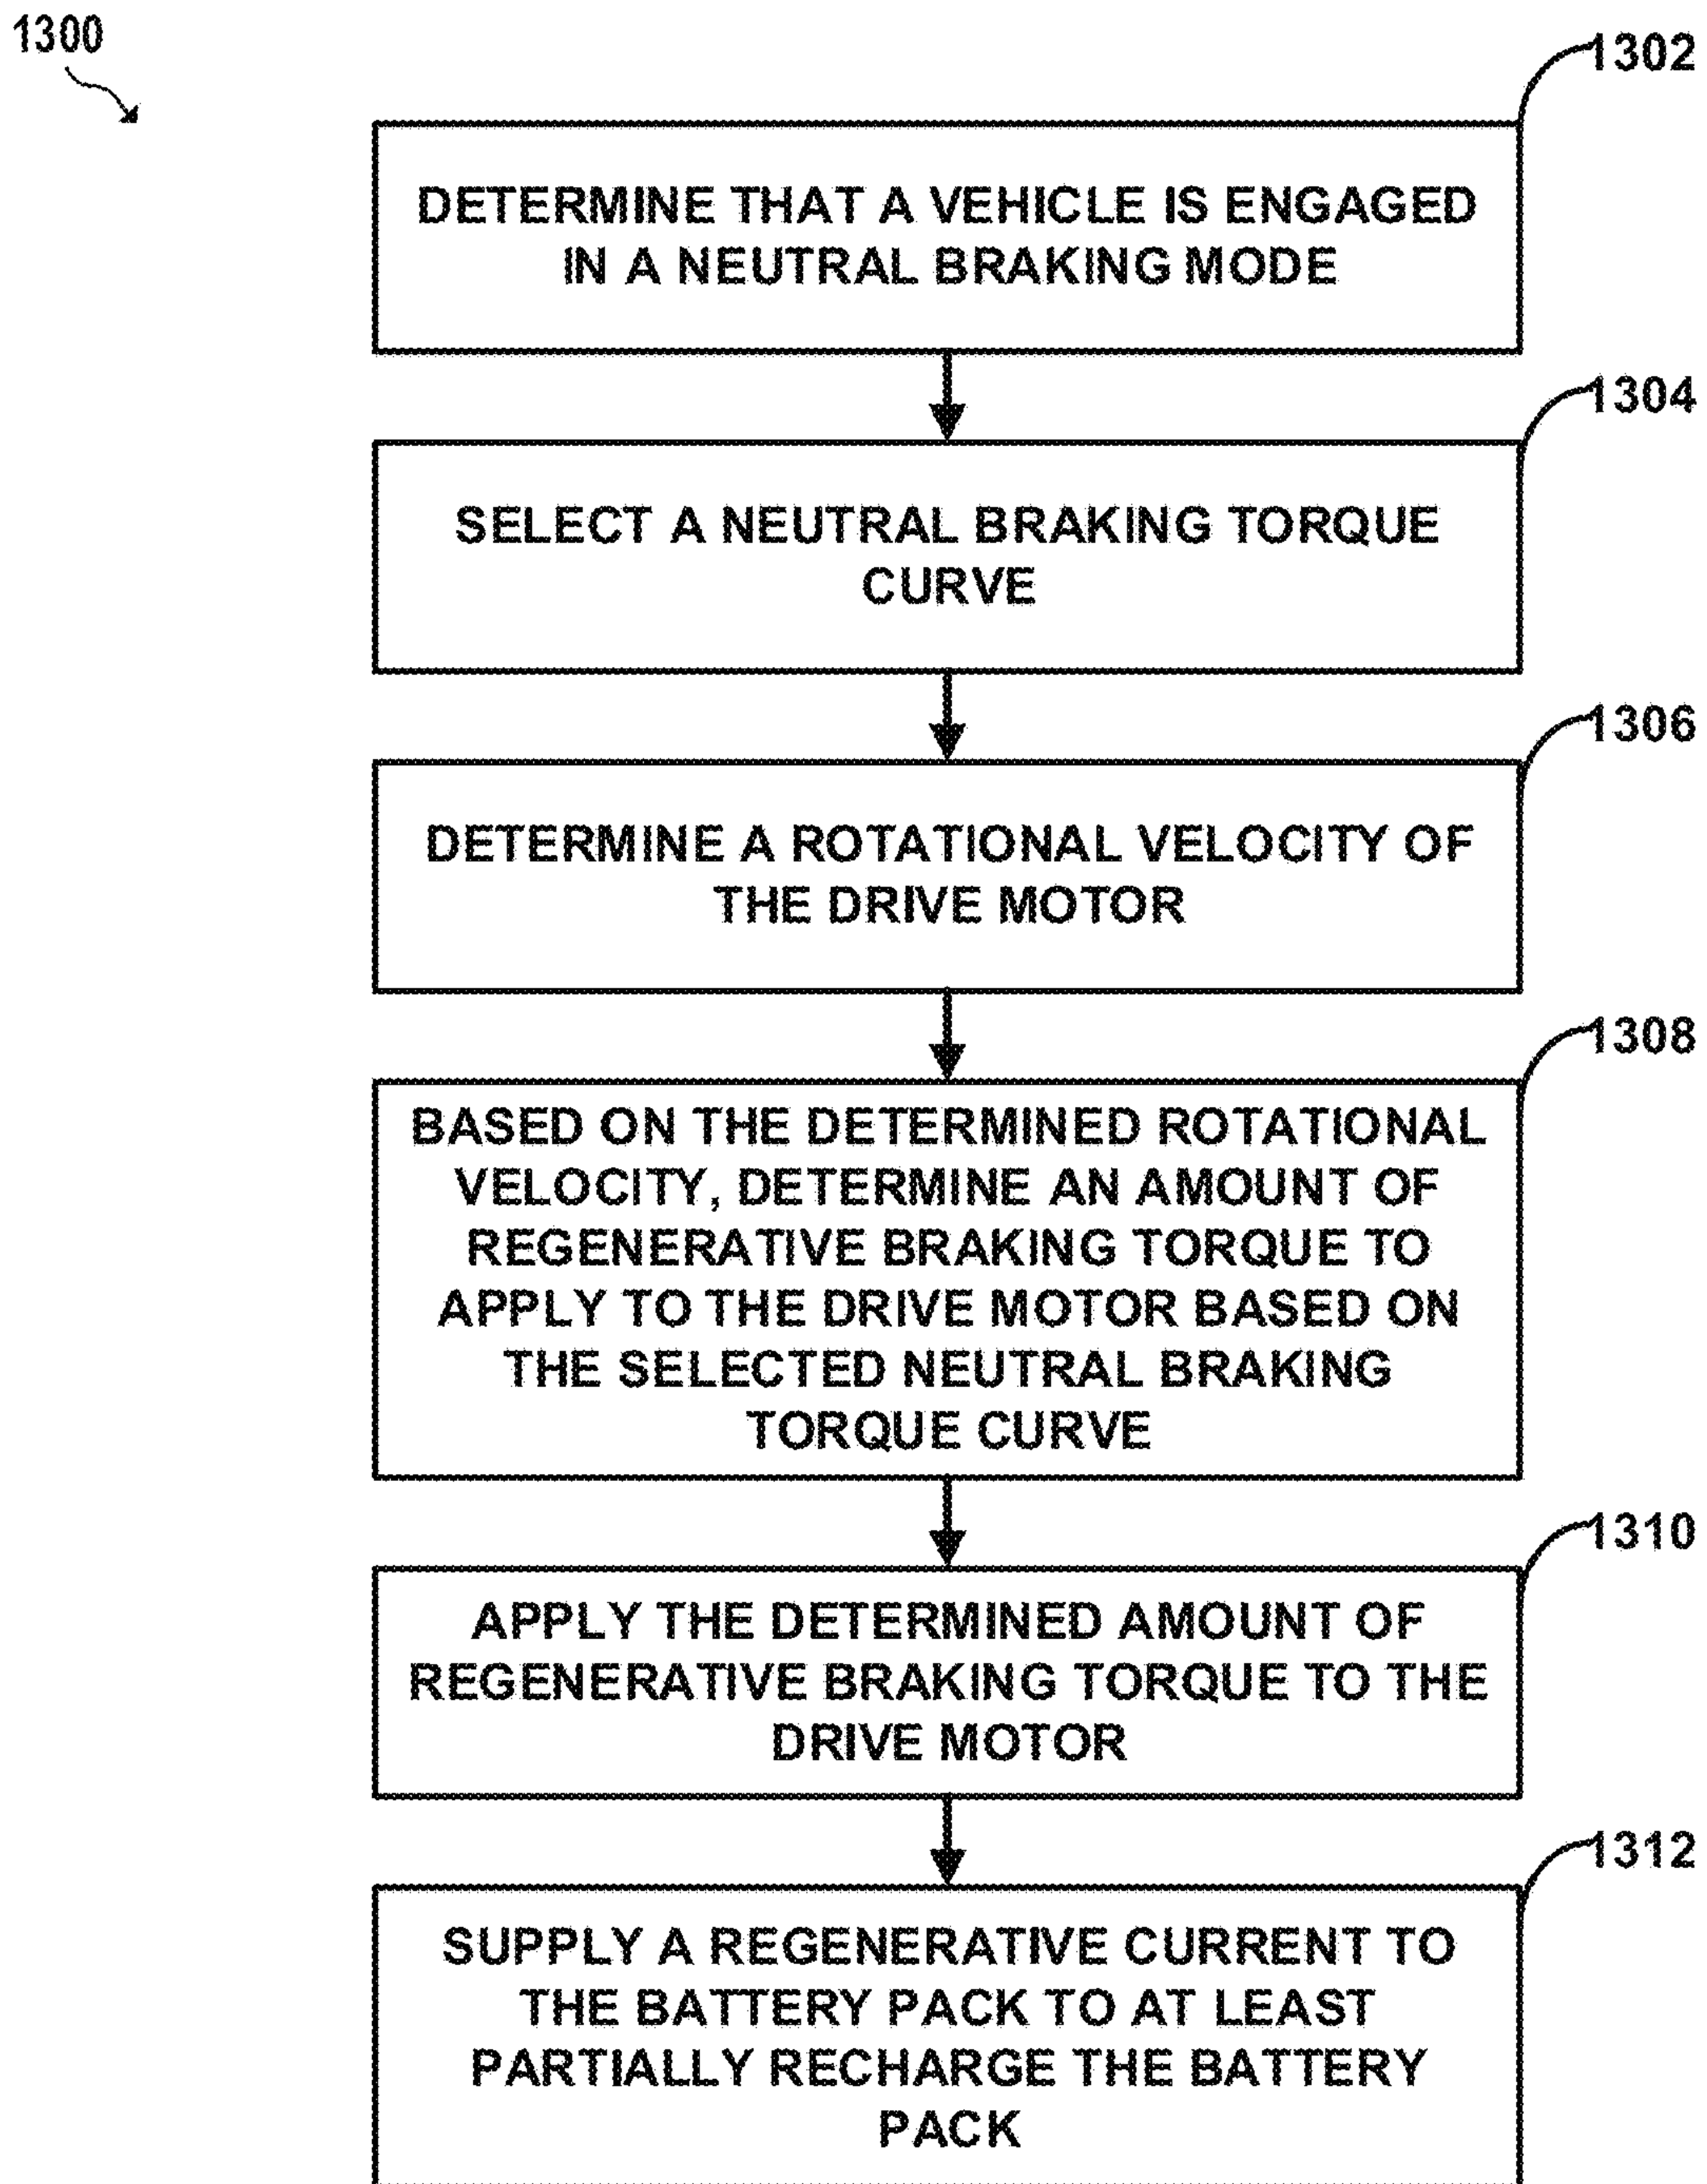 1300
1302
DETERMINE THAT A VEHICLE IS ENGAGED
IN A NEUTRAL BRAKING MODE
1304
SELECT A NEUTRAL BRAKING TORQUE
CURVE
1306
DETERMINE A ROTATIONAL VELOCITY OF
THE DRIVE MOTOR
1308
BASED ON THE DETERMINED ROTATIONAL
VELOCITY, DETERMINE AN AMOUNT OF
REGENERATIVE BRAKING TORQUE TO
APPLY TO THE DRIVE MOTOR BASED ON
THE SELECTED NEUTRAL BRAKING
TORQUE CURVE
1310
APPLY THE DETERMINED AMOUNT OF
REGENERATIVE BRAKING TORQUE TO THE
DRIVE MOTOR
1312
SUPPLY A REGENERATIVE CURRENT TO
THE BATTERY PACK TO AT LEAST
PARTIALLY RECHARGE THE BATTERY
PACK